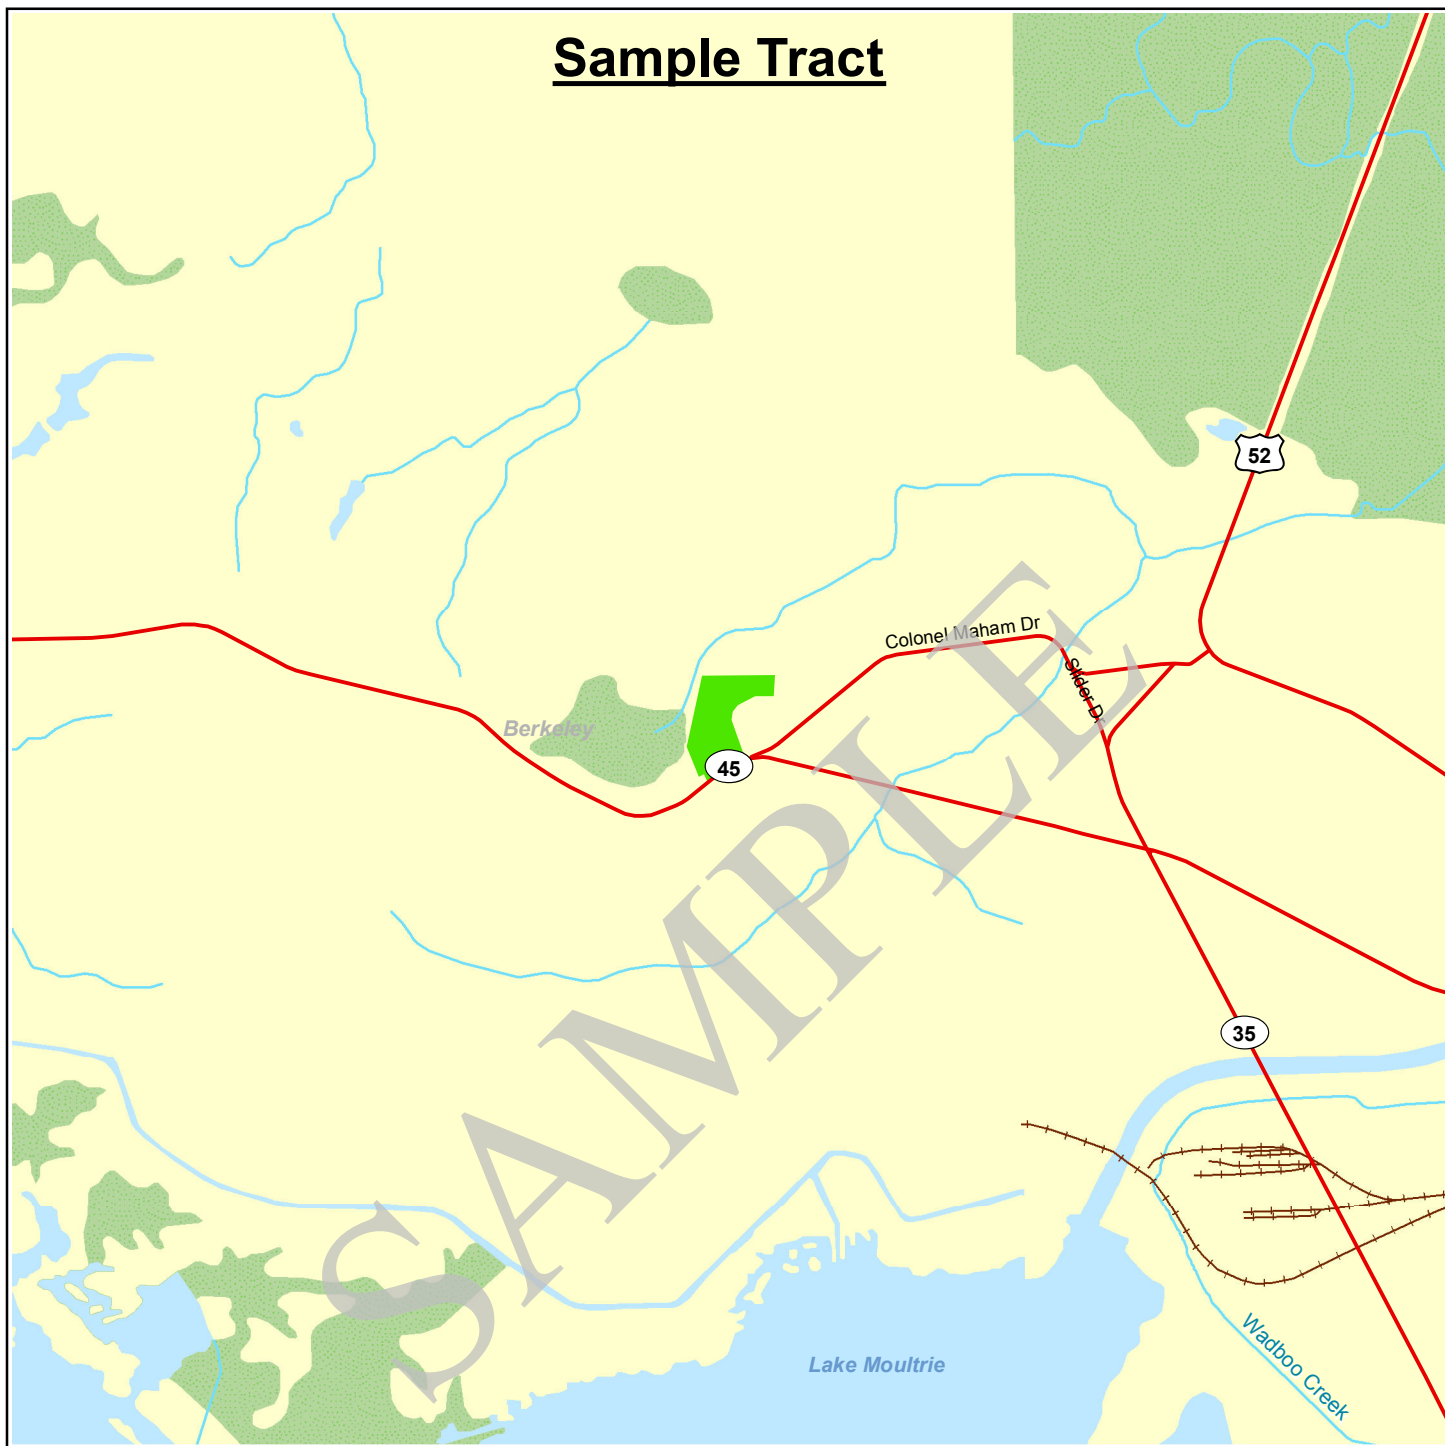 Sample Tract
52
Colonel Maham Dr
Slider Dr
Berkeley
45
SAMPLE
35
Lake Moultrie
Wadboo Creek